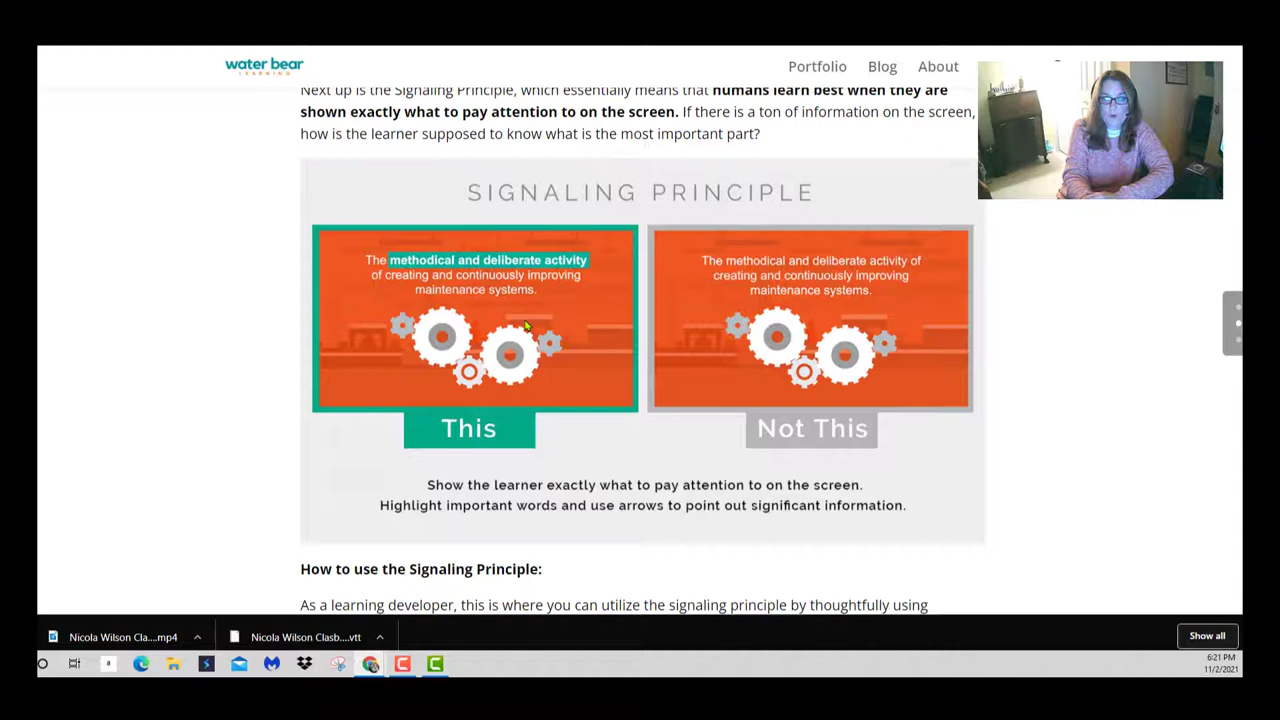 water bear
LEARNING
Portfolio Blog About
Next up is the Signaling Principle, which essentially means that humans learn best when they are
shown exactly what to pay attention to on the screen. If there is a ton of information on the screen,
how is the learner supposed to know what is the most important part?
SIGNALING PRINCIPLE
The methodical and deliberate activity
of creating and continuously improving
maintenance systems.
This
The methodical and deliberate activity of
creating and continuously improving
maintenance systems.
Not This
Show the learner exactly what to pay attention to on the screen.
Highlight important words and use arrows to point out significant information.
How to use the Signaling Principle:
As a learning developer, this is where you can utilize the signaling principle by thoughtfully using
Nicola Wilson Cla....mp4
Nicola Wilson Clasb....vtt
Show all
a
6:21 PM
11/2/2021